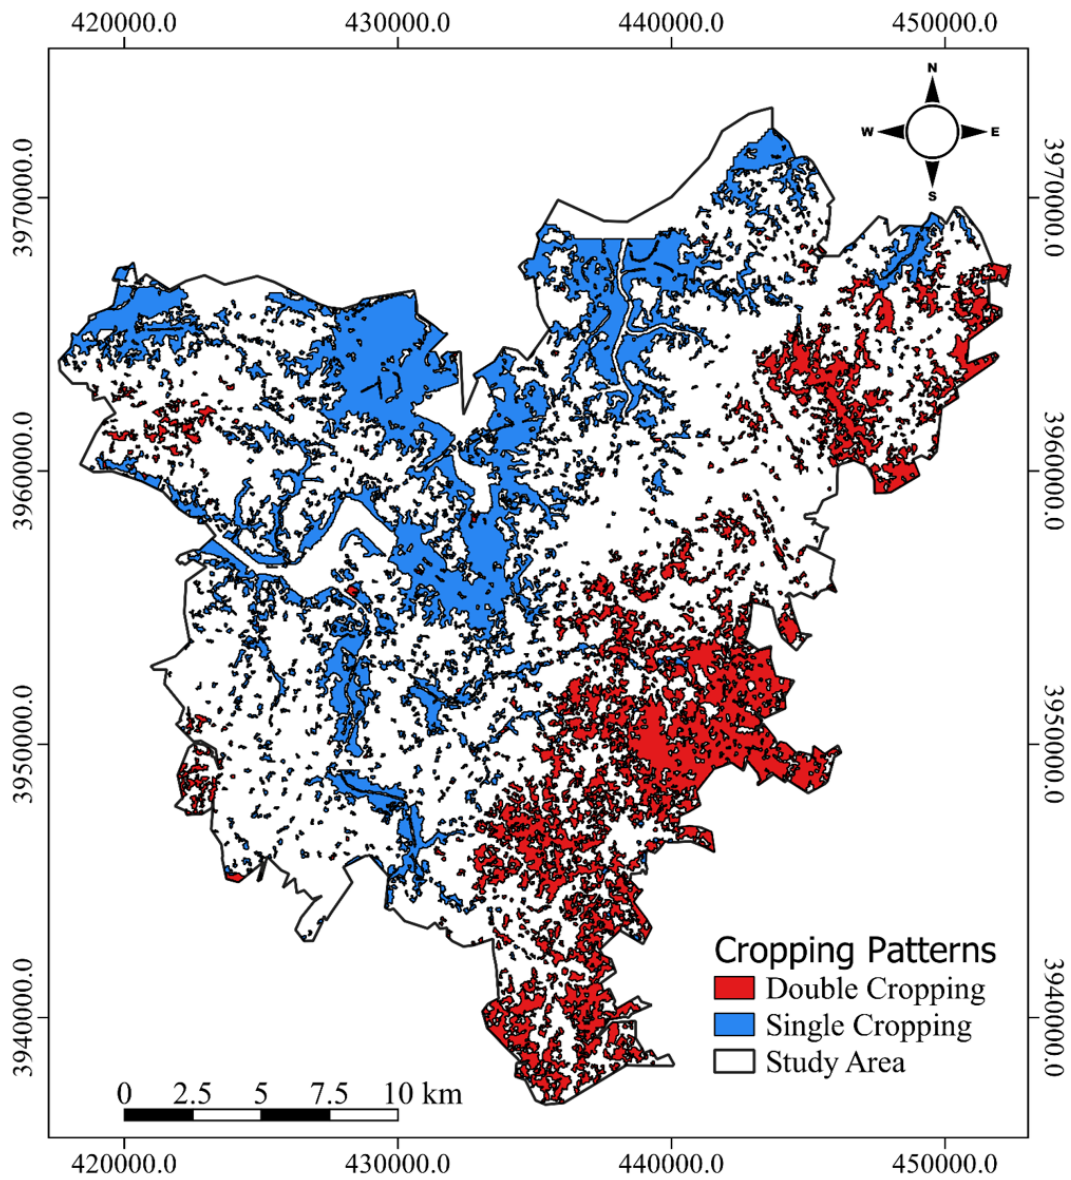 420000.0 430000.0 440000.0 450000.0
N
W E
S
3970000.0 3970000.0
3960000.0 3960000.0
3950000.0 3950000.0
3940000.0 3940000.0
Cropping Patterns
Double Cropping
Single Cropping
Study Area
0 2.5 5 7.5 10 km
420000.0 430000.0 440000.0 450000.0